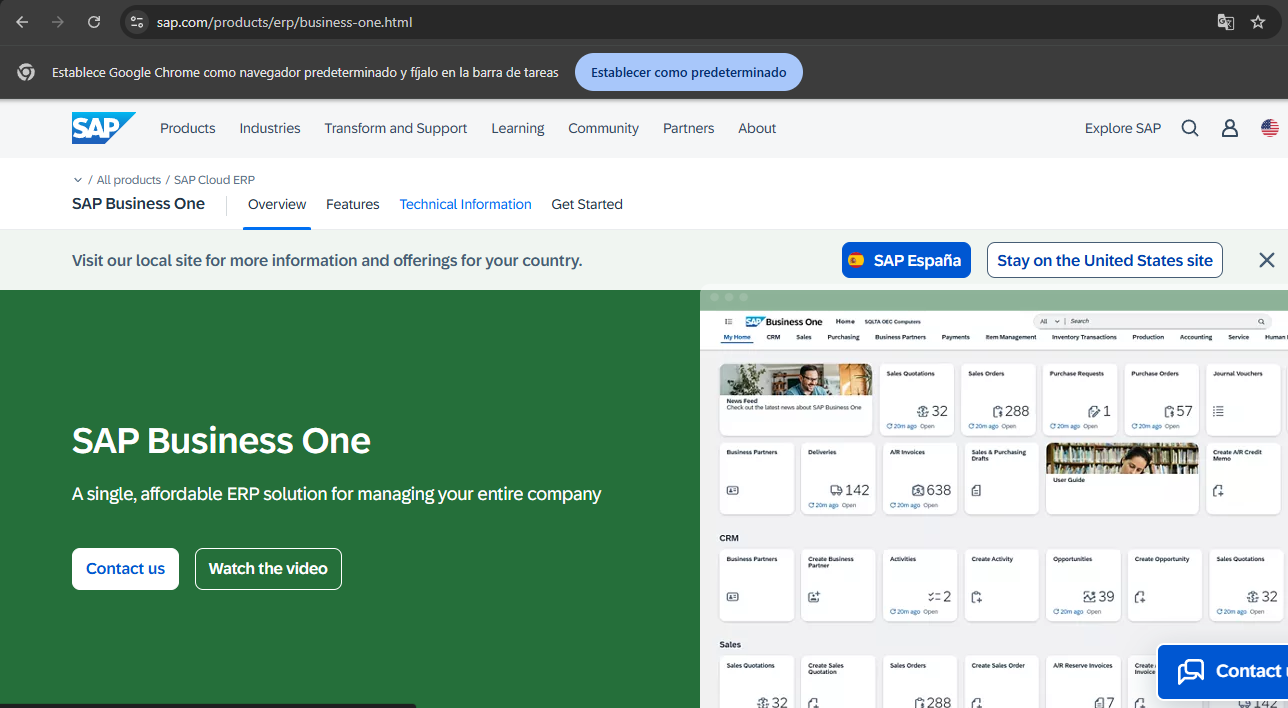 sap.com/products/erp/business-one.html
Establece Google Chrome como navegador predeterminado y fíjalo en la barra de tareas
Establecer como predeterminado
SAP
Products
Industries
Transform and Support
Learning
Community
Partners
About
Explore SAP
/ All products / SAP Cloud ERP
SAP Business One
Overview
Features
Technical Information
Get Started
Visit our local site for more information and offerings for your country.
SAP España
Stay on the United States site
SAP Business One
A single, affordable ERP solution for managing your entire company
Contact us
Watch the video
SAP Business One
Home
SQLTA OEC Computers
All
Search
My Home
CRM
Sales
Purchasing
Business Partners
Payments
Item Management
Inventory Transactions
Production
Accounting
Service
Human
News Feed
Check out the latest news about SAP Business One
Sales Quotations
32
20m ago Open
Sales Orders
288
20m ago Open
Purchase Requests
1
20m ago Open
Purchase Orders
57
20m ago Open
Journal Vouchers
Business Partners
Deliveries
142
20m ago Open
A/R Invoices
638
20m ago Open
Sales & Purchasing
Drafts
User Guide
Create A/R Credit
Memo
CRM
Business Partners
Create Business
Partner
Activities
2
20m ago Open
Create Activity
Opportunities
39
20m ago Open
Create Opportunity
Sales Quotations
32
20m ago Open
Sales
Sales Quotations
32
Create Sales
Quotation
Sales Orders
288
Create Sales Order
A/R Reserve Invoices
7
Create
Invoice
142
Contact